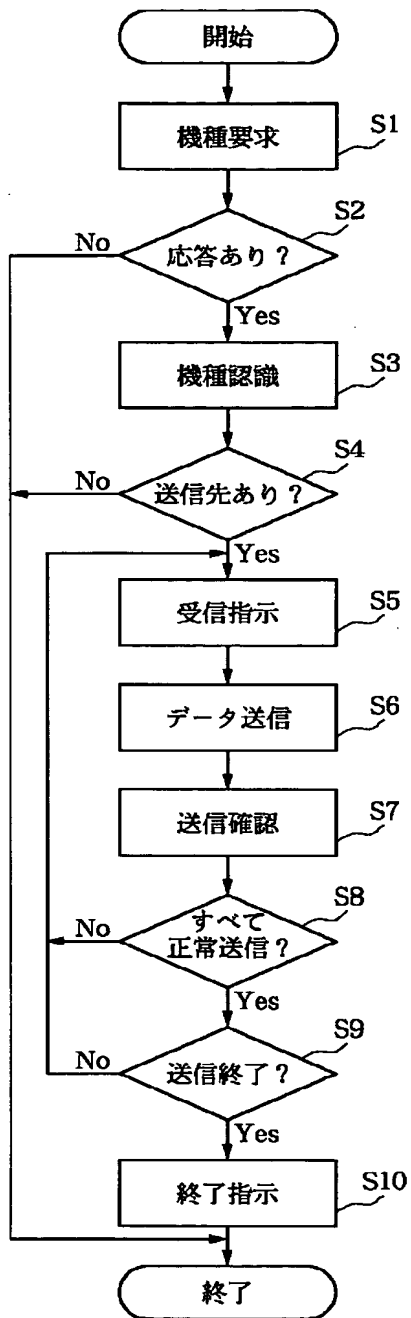 開始
機種要求
S1
S2
No
応答あり？
Yes
機種認識
S3
S4
No
送信先あり？
Yes
受信指示
S5
データ送信
S6
送信確認
S7
S8
No
すべて
正常送信？
Yes
S9
No
送信終了？
Yes
終了指示
S10
終了